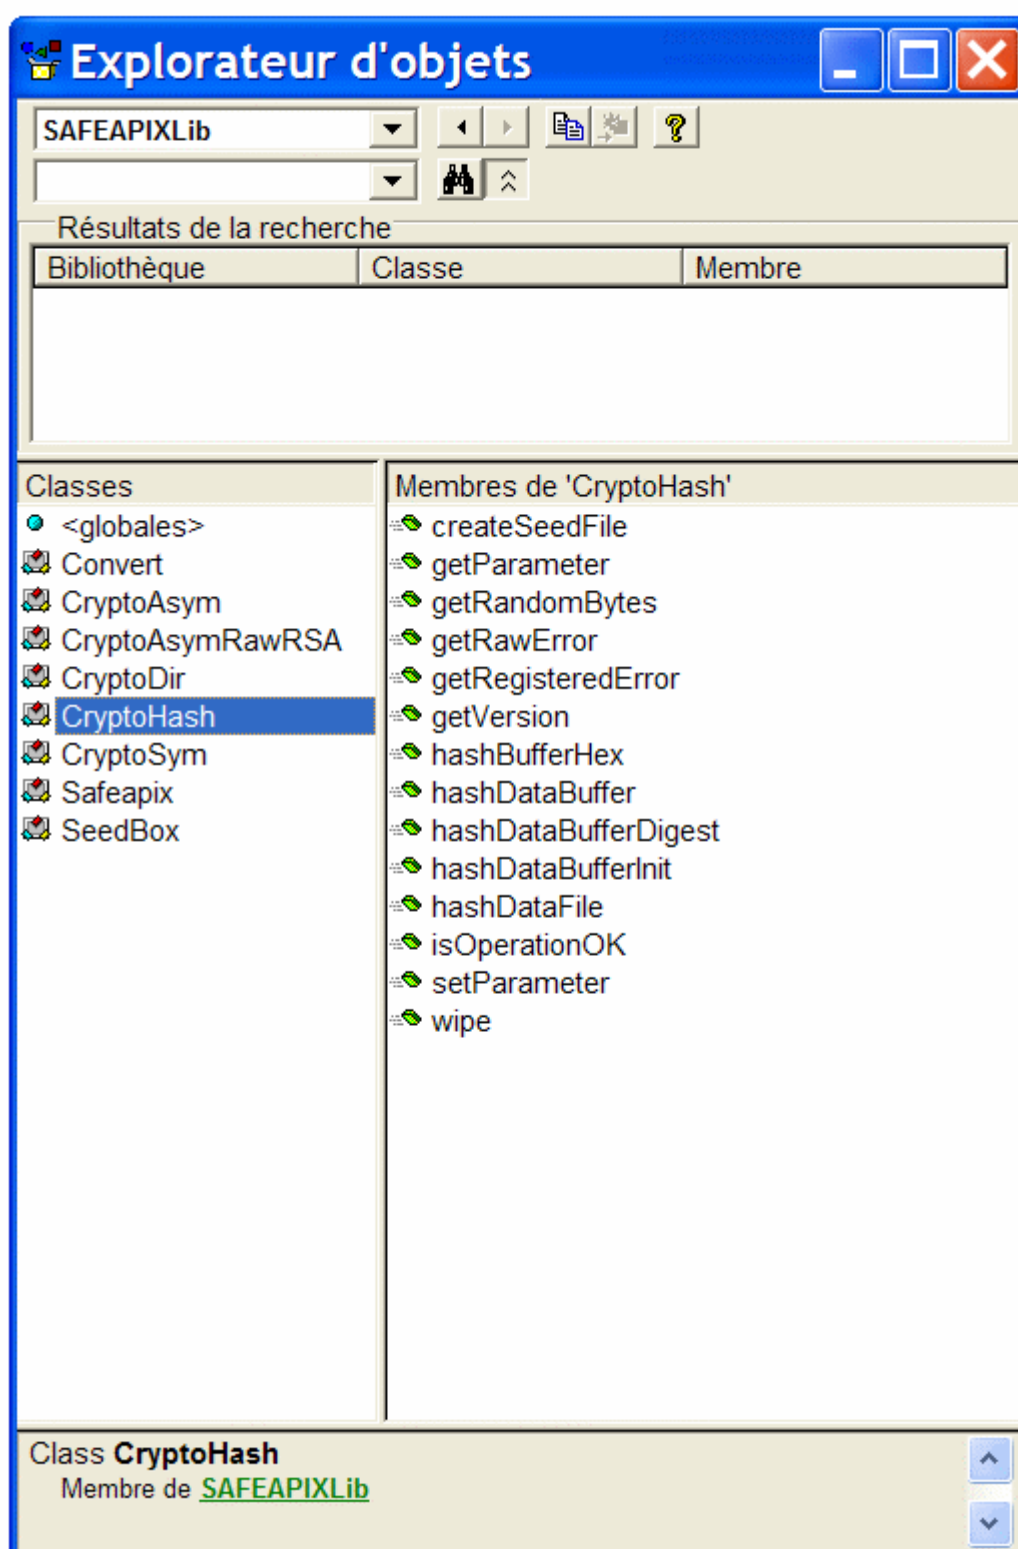 Explorateur d'objets
SAFEAPIXLib
Résultats de la recherche
Bibliothèque Classe Membre
Classes
<globales>
Convert
CryptoAsym
CryptoAsymRawRSA
CryptoDir
CryptoHash
CryptoSym
Safeapix
SeedBox
Membres de 'CryptoHash'
createSeedFile
getParameter
getRandomBytes
getRawError
getRegisteredError
getVersion
hashBufferHex
hashDataBuffer
hashDataBufferDigest
hashDataBufferInit
hashDataFile
isOperationOK
setParameter
wipe
Class CryptoHash
Membre de SAFEAPIXLib